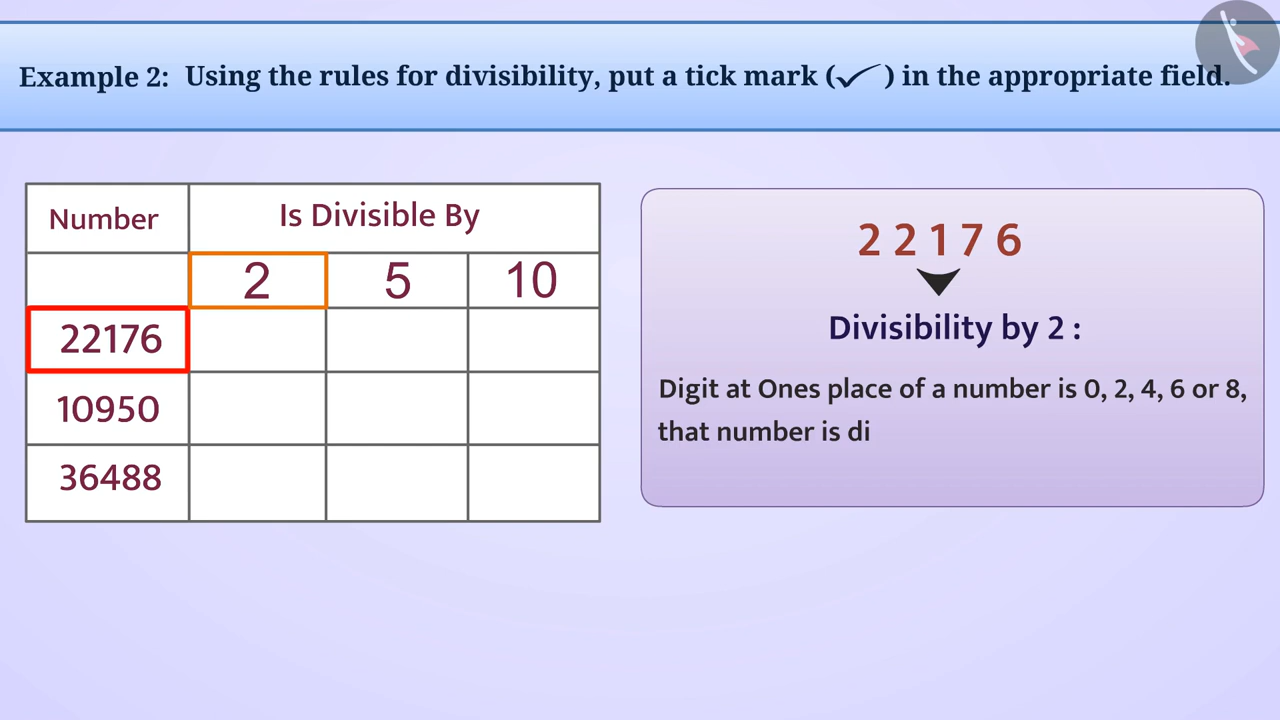 Example 2: Using the rules for divisibility, put a tick mark (✓) in the appropriate field.
Number Is Divisible By
2 5 10
22176
10950
36488
2 2 1 7 6
Divisibility by 2 :
Digit at Ones place of a number is 0, 2, 4, 6 or 8,
that number is di